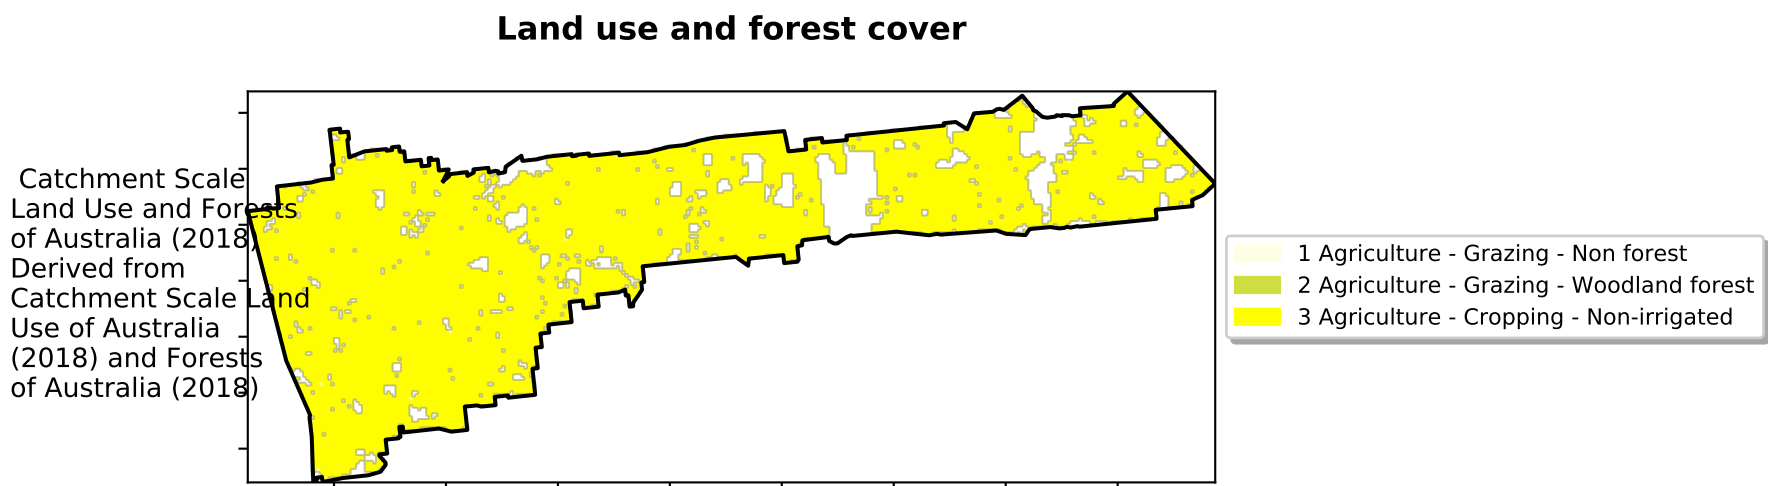 Land use and forest cover
Catchment Scale
Land Use and Forests
of Australia (2018)
Derived from
Catchment Scale Land
Use of Australia
(2018) and Forests
of Australia (2018)
1 Agriculture - Grazing - Non forest
2 Agriculture - Grazing - Woodland forest
3 Agriculture - Cropping - Non-irrigated